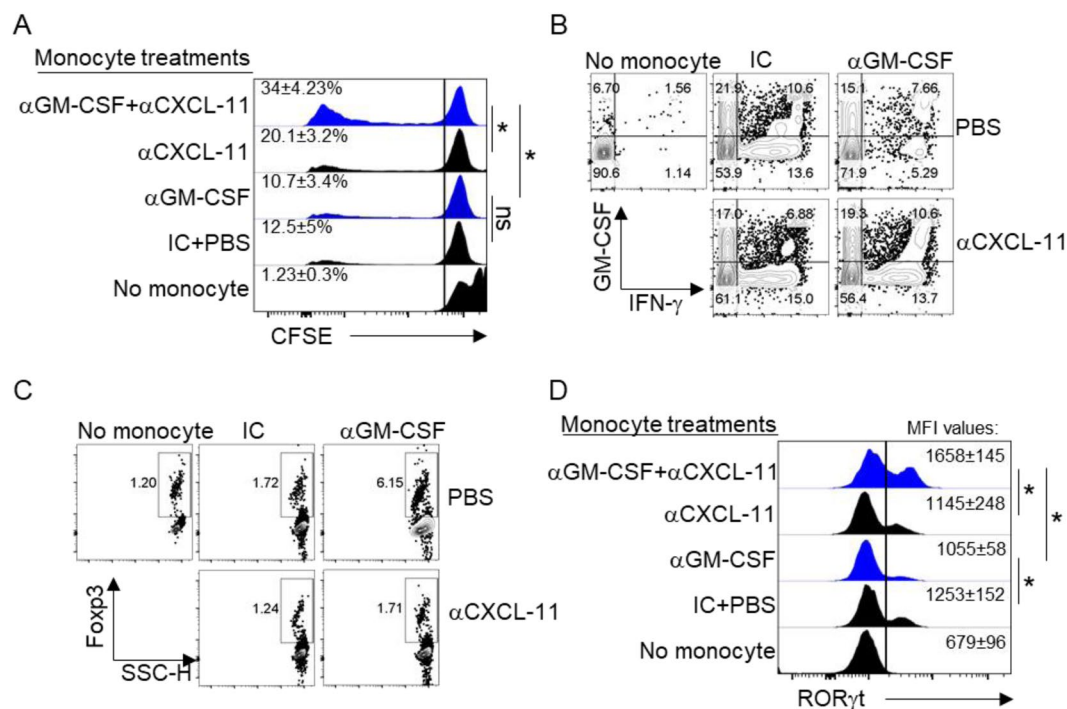 A
Monocyte treatments
αGM-CSF+αCXCL-11
34±4.23%
αCXCL-11
20.1±3.2%
αGM-CSF
10.7±3.4%
IC+PBS
12.5±5%
No monocyte
1.23±0.3%
*
*
ns
CFSE
B
No monocyte IC αGM-CSF
6.70 1.56 21.9 10.6 15.1 7.66
PBS
90.6 1.14 53.9 13.6 71.9 5.29
17.0 6.88 19.3 10.6
αCXCL-11
61.1 15.0 56.4 13.7
GM-CSF
IFN-γ
C
No monocyte IC αGM-CSF
1.20 1.72 6.15
PBS
1.24 1.71
αCXCL-11
Foxp3
SSC-H
D
Monocyte treatments
MFI values:
αGM-CSF+αCXCL-11
1658±145
αCXCL-11
1145±248
αGM-CSF
1055±58
IC+PBS
1253±152
No monocyte
679±96
*
*
*
RORγt